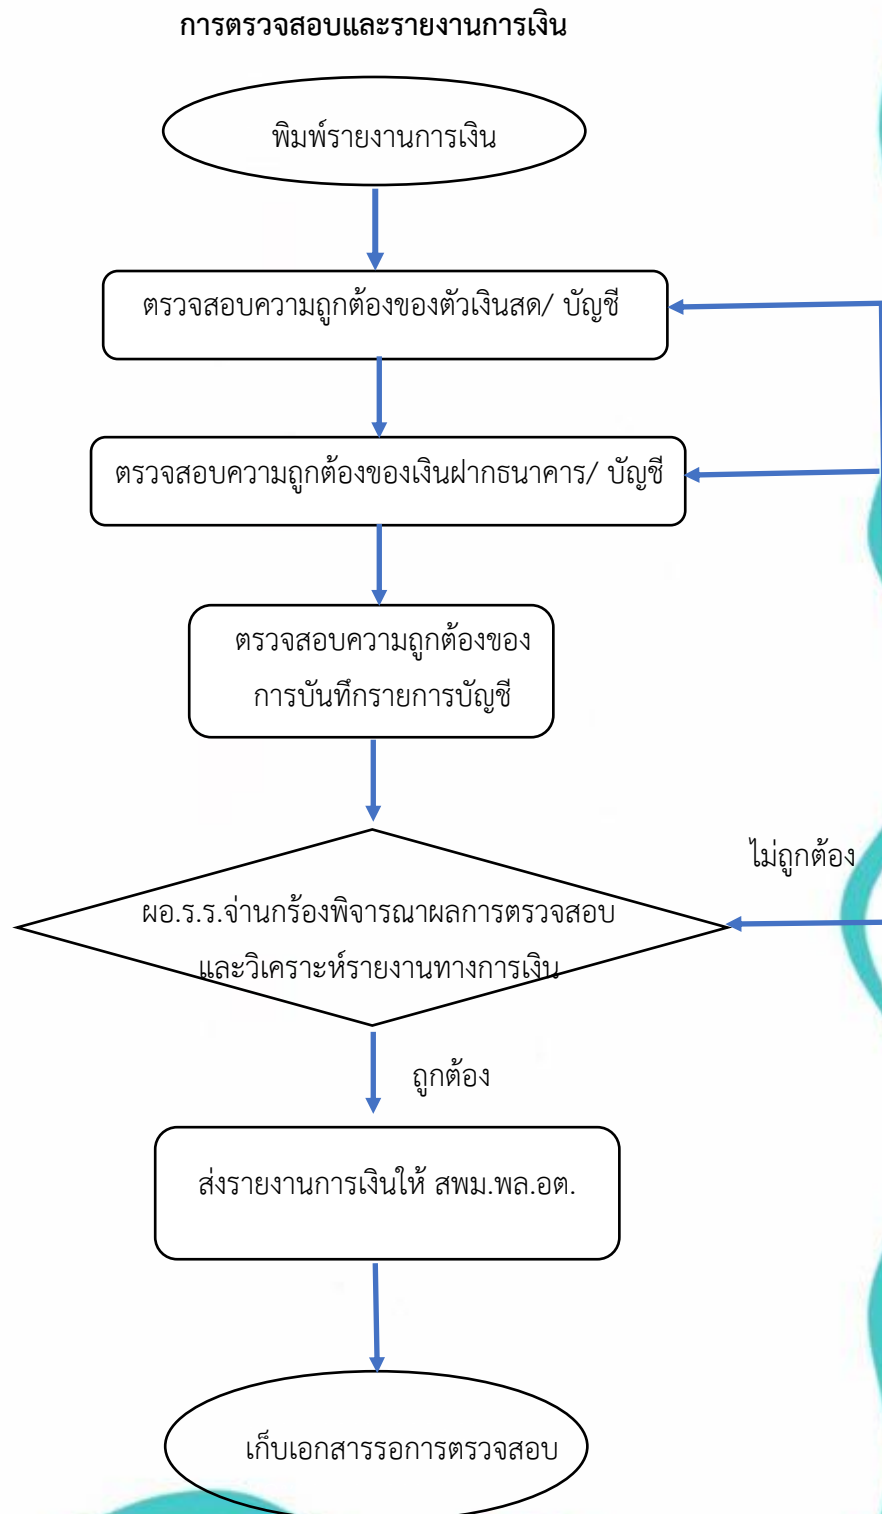 การตรวจสอบและรายงานการเงิน
พิมพ์รายงานการเงิน
ตรวจสอบความถูกต้องของตัวเงินสด/ บัญชี
ตรวจสอบความถูกต้องของเงินฝากธนาคาร/ บัญชี
ตรวจสอบความถูกต้องของ
การบันทึกรายการบัญชี
ไม่ถูกต้อง
ผอ.ร.ร.จ่านกร้องพิจารณาผลการตรวจสอบ
และวิเคราะห์รายงานทางการเงิน
ถูกต้อง
ส่งรายงานการเงินให้ สพม.พล.อต.
เก็บเอกสารรอการตรวจสอบ